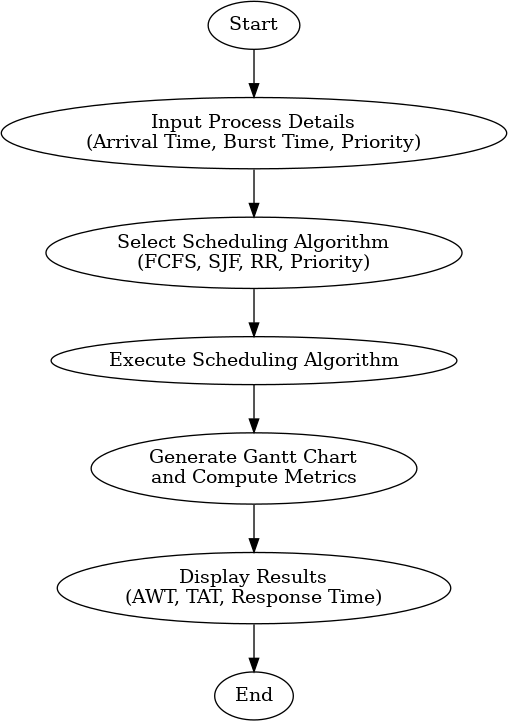 Start
Input Process Details
(Arrival Time, Burst Time, Priority)
Select Scheduling Algorithm
(FCFS, SJF, RR, Priority)
Execute Scheduling Algorithm
Generate Gantt Chart
and Compute Metrics
Display Results
(AWT, TAT, Response Time)
End